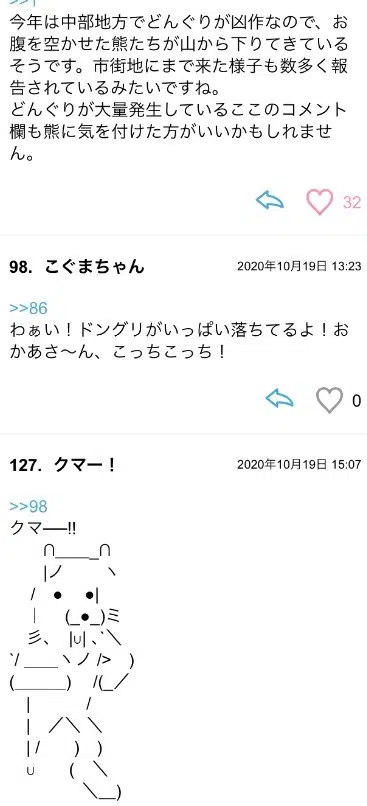 >>1
今年は中部地方でどんぐりが凶作なので、お
腹を空かせた熊たちが山から下りてきている
そうです。市街地にまで来た様子も数多く報
告されているみたいですね。
どんぐりが大量発生しているここのコメント
欄も熊に気を付けた方がいいかもしれませ
ん。
32
98. こぐまちゃん 2020年10月19日 13:23
>>86
わぁい！ドングリがいっぱい落ちてるよ！お
かあさ〜ん、こっちこっち！
0
127. クマー！ 2020年10月19日 15:07
>>98
クマ──!!
　　∩＿＿_∩
　　|ノ　　　ヽ
　/　●　 ●|
　|　 (_●_)ミ
　彡、 |∪|､`＼
`/ ＿＿ヽノ />　)
(＿＿_)　/(_／
　|　　　 /
　|　／＼ ＼
　| /　　)　)
　∪　　(　＼
　　　　 ＼＿)